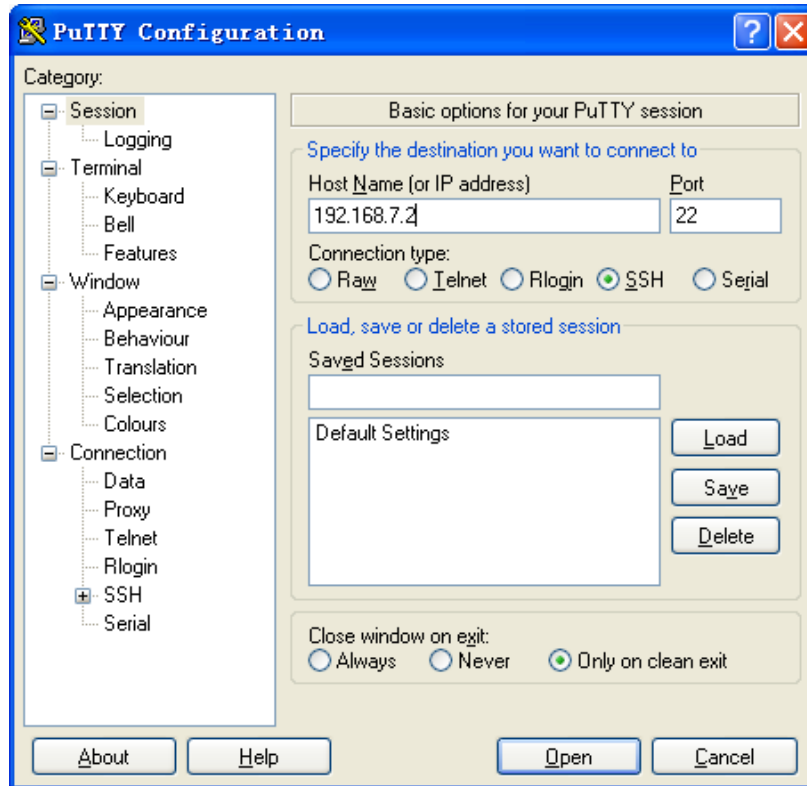 PuTTY Configuration
Category:
Session
Logging
Terminal
Keyboard
Bell
Features
Window
Appearance
Behaviour
Translation
Selection
Colours
Connection
Data
Proxy
Telnet
Rlogin
SSH
Serial
Basic options for your PuTTY session
Specify the destination you want to connect to
Host Name (or IP address) Port
192.168.7.2 22
Connection type:
Raw Telnet Rlogin SSH Serial
Load, save or delete a stored session
Saved Sessions
Default Settings
Load
Save
Delete
Close window on exit:
Always Never Only on clean exit
About Help Open Cancel